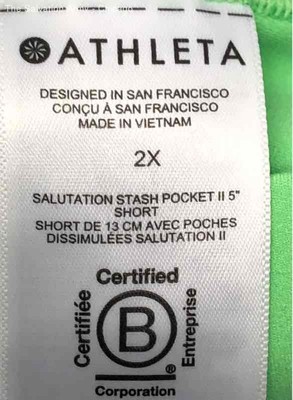 ATHLETA
DESIGNED IN SAN FRANCISCO
CONÇU À SAN FRANCISCO
MADE IN VIETNAM
2X
SALUTATION STASH POCKET II 5"
SHORT
SHORT DE 13 CM AVEC POCHES
DISSIMULÉES SALUTATION II
Certified
Certifiée
B
Entreprise
®
Corporation